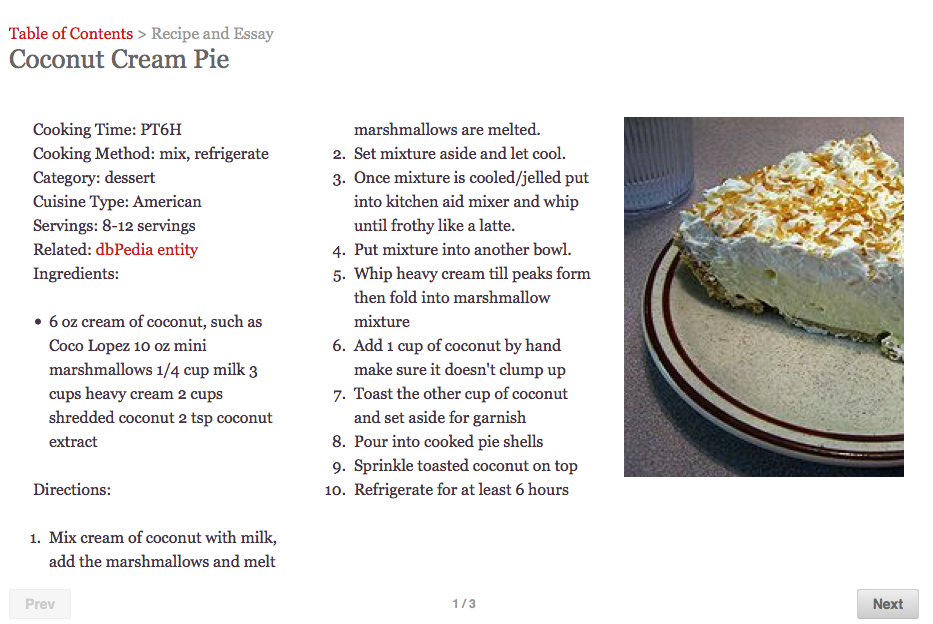 Table of Contents > Recipe and Essay
Coconut Cream Pie
Cooking Time: PT6H
Cooking Method: mix, refrigerate
Category: dessert
Cuisine Type: American
Servings: 8-12 servings
Related: dbPedia entity
Ingredients:
• 6 oz cream of coconut, such as
Coco Lopez 10 oz mini
marshmallows 1/4 cup milk 3
cups heavy cream 2 cups
shredded coconut 2 tsp coconut
extract
Directions:
1. Mix cream of coconut with milk,
add the marshmallows and melt
marshmallows are melted.
2. Set mixture aside and let cool.
3. Once mixture is cooled/jelled put
into kitchen aid mixer and whip
until frothy like a latte.
4. Put mixture into another bowl.
5. Whip heavy cream till peaks form
then fold into marshmallow
mixture
6. Add 1 cup of coconut by hand
make sure it doesn't clump up
7. Toast the other cup of coconut
and set aside for garnish
8. Pour into cooked pie shells
9. Sprinkle toasted coconut on top
10. Refrigerate for at least 6 hours
Prev
1 / 3
Next